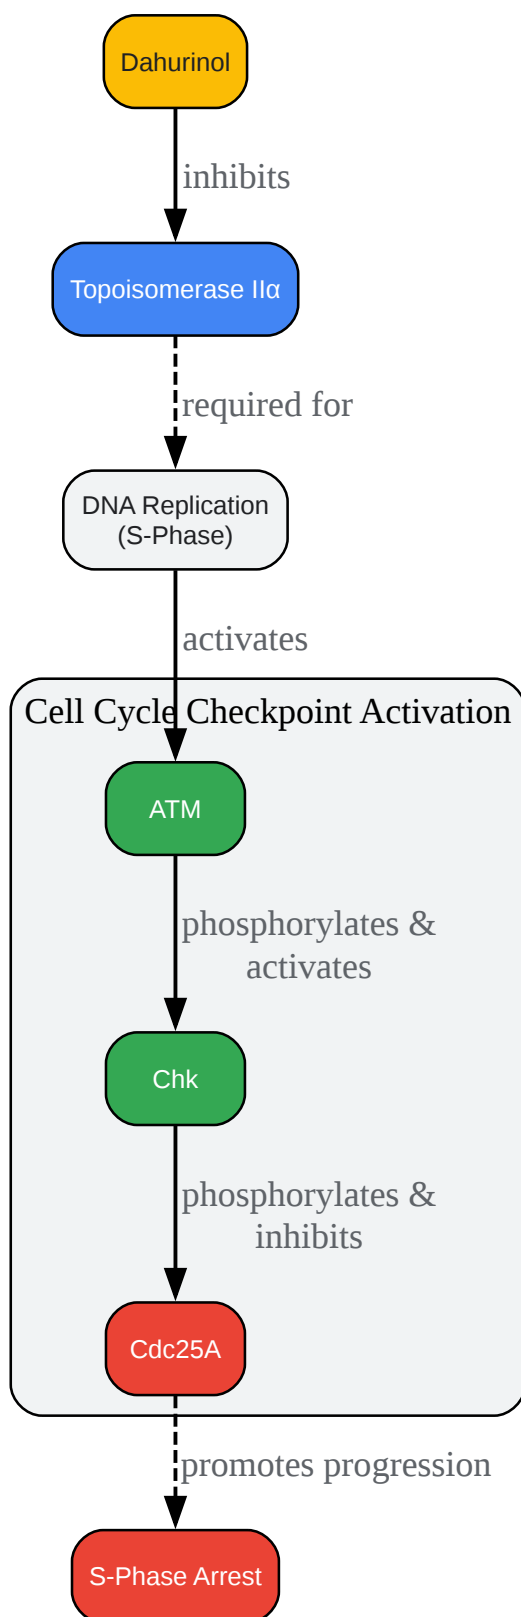 Dahurinol
inhibits
Topoisomerase IIα
required for
DNA Replication
(S-Phase)
activates
Cell Cycle Checkpoint Activation
ATM
phosphorylates &
activates
Chk
phosphorylates &
inhibits
Cdc25A
promotes progression
S-Phase Arrest